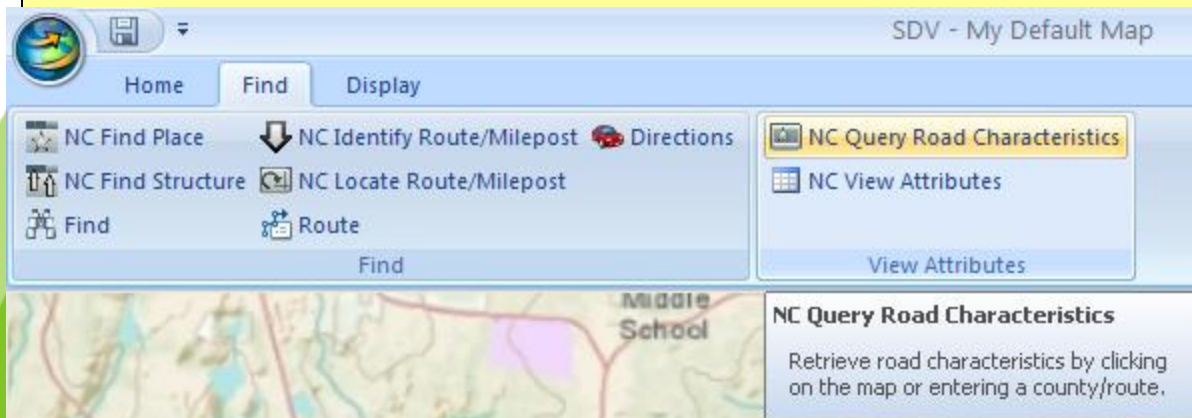 SDV - My Default Map
Home Find Display
NC Find Place NC Identify Route/Milepost Directions
NC Find Structure NC Locate Route/Milepost
Find Route
Find
NC Query Road Characteristics
NC View Attributes
View Attributes
Middle
School
NC Query Road Characteristics
Retrieve road characteristics by clicking
on the map or entering a county/route.